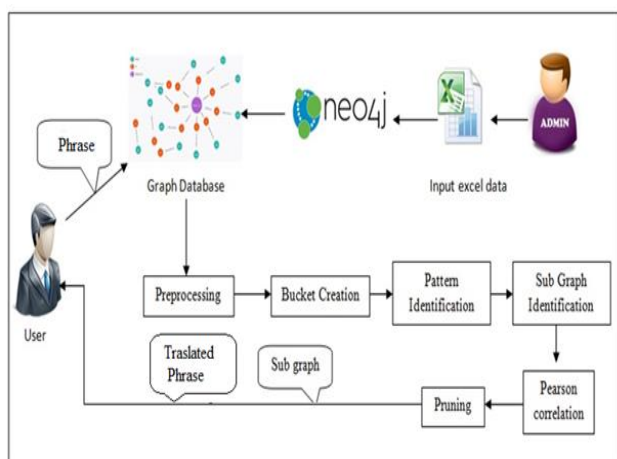 neo4j
ADMIN
Phrase
Graph Database
Input excel data
User
Preprocessing
Bucket Creation
Pattern
Identification
Sub Graph
Identification
Traslated
Phrase
Sub graph
Pruning
Pearson
correlation